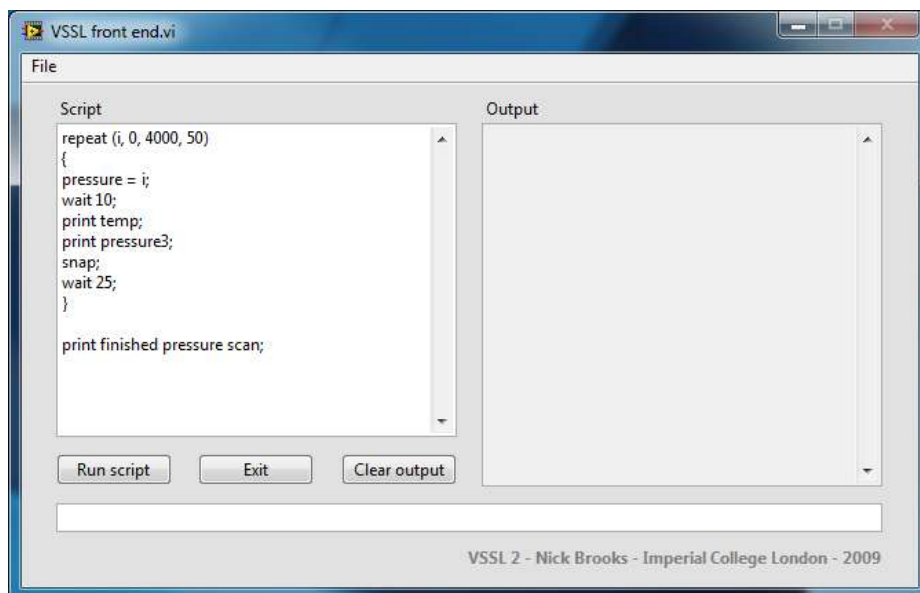 VSSL front end.vi
File
Script
Output
repeat (i, 0, 4000, 50)
{
pressure = i;
wait 10;
print temp;
print pressure3;
snap;
wait 25;
}
print finished pressure scan;
Run script
Exit
Clear output
VSSL 2 - Nick Brooks - Imperial College London - 2009